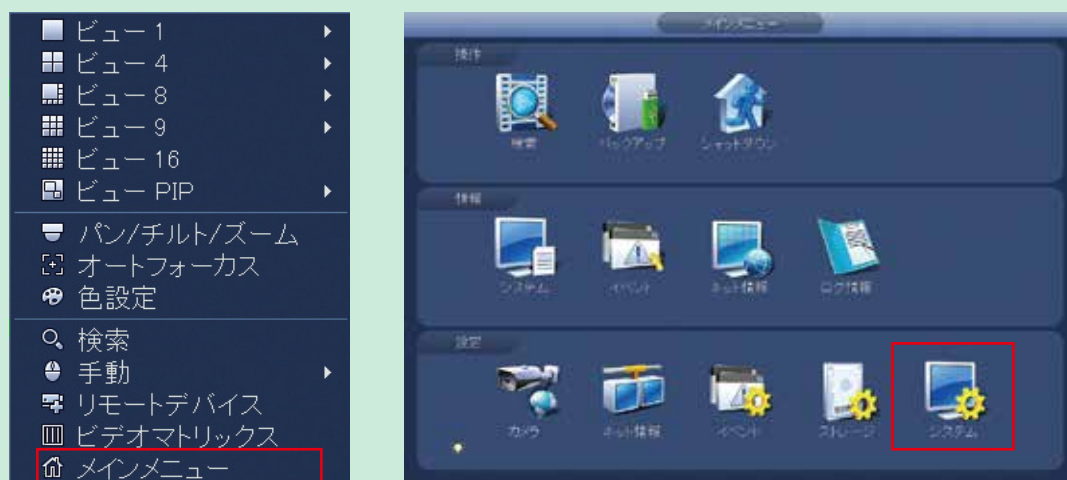 ビュー 1
ビュー 4
ビュー 8
ビュー 9
ビュー 16
ビュー PIP
パン/チルト/ズーム
オートフォーカス
色設定
検索
手動
リモートデバイス
ビデオマトリックス
メインメニュー
メインメニュー
操作
検索 バックアップ シャットダウン
情報
システム イベント ネット情報 ログ情報
設定
カメラ ネット情報 イベント ストレージ システム